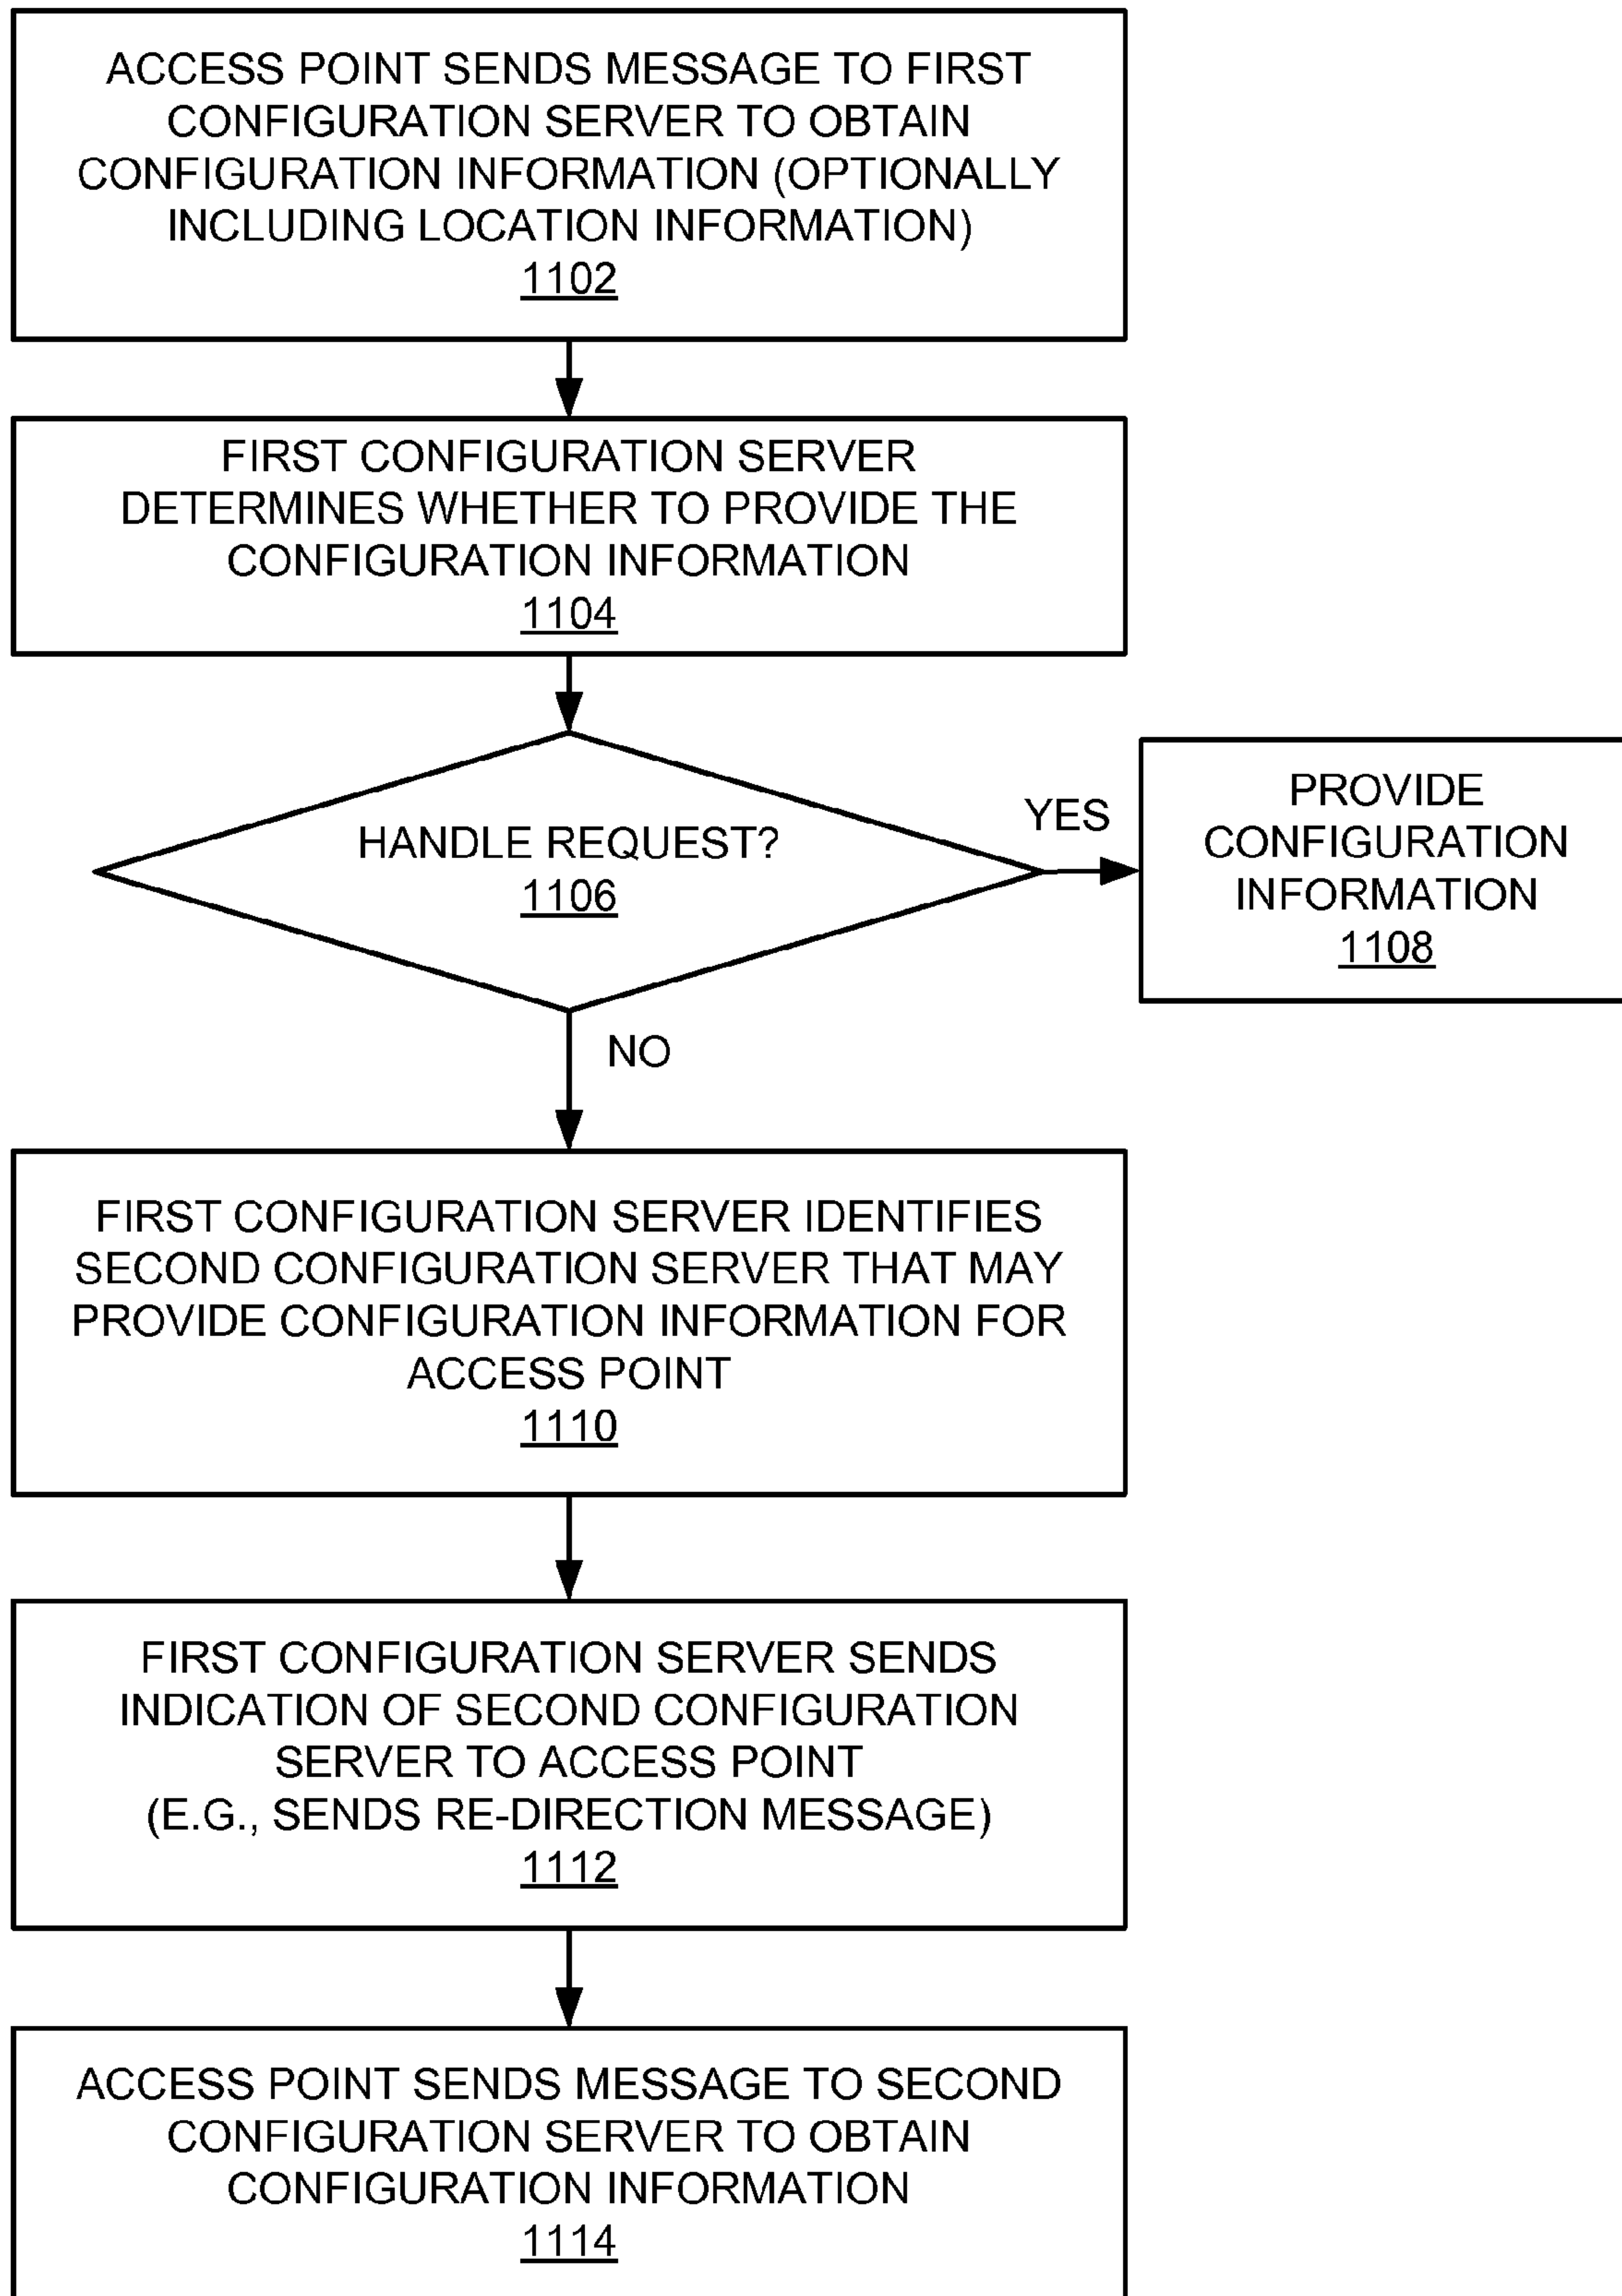 ACCESS POINT SENDS MESSAGE TO FIRST
CONFIGURATION SERVER TO OBTAIN
CONFIGURATION INFORMATION (OPTIONALLY
INCLUDING LOCATION INFORMATION)
1102
FIRST CONFIGURATION SERVER
DETERMINES WHETHER TO PROVIDE THE
CONFIGURATION INFORMATION
1104
HANDLE REQUEST?
1106
YES
PROVIDE
CONFIGURATION
INFORMATION
1108
NO
FIRST CONFIGURATION SERVER IDENTIFIES
SECOND CONFIGURATION SERVER THAT MAY
PROVIDE CONFIGURATION INFORMATION FOR
ACCESS POINT
1110
FIRST CONFIGURATION SERVER SENDS
INDICATION OF SECOND CONFIGURATION
SERVER TO ACCESS POINT
(E.G., SENDS RE-DIRECTION MESSAGE)
1112
ACCESS POINT SENDS MESSAGE TO SECOND
CONFIGURATION SERVER TO OBTAIN
CONFIGURATION INFORMATION
1114